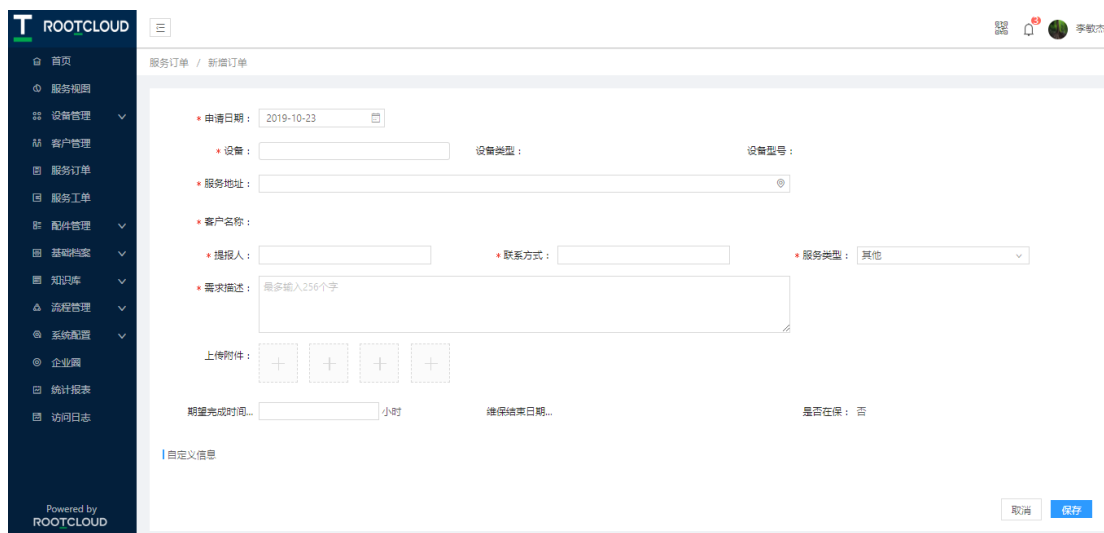 ROOTCLOUD
3
李敏杰
首页
服务视图
设备管理
客户管理
服务订单
服务工单
配件管理
基础档案
知识库
流程管理
系统配置
企业圈
统计报表
访问日志
Powered by
ROOTCLOUD
服务订单 / 新增订单
* 申请日期： 2019-10-23
* 设备： 设备类型： 设备型号：
* 服务地址：
* 客户名称：
* 提报人： * 联系方式： * 服务类型： 其他
* 需求描述： 最多输入256个字
上传附件：
期望完成时间... 小时 维保结束日期... 是否在保： 否
自定义信息
取消 保存